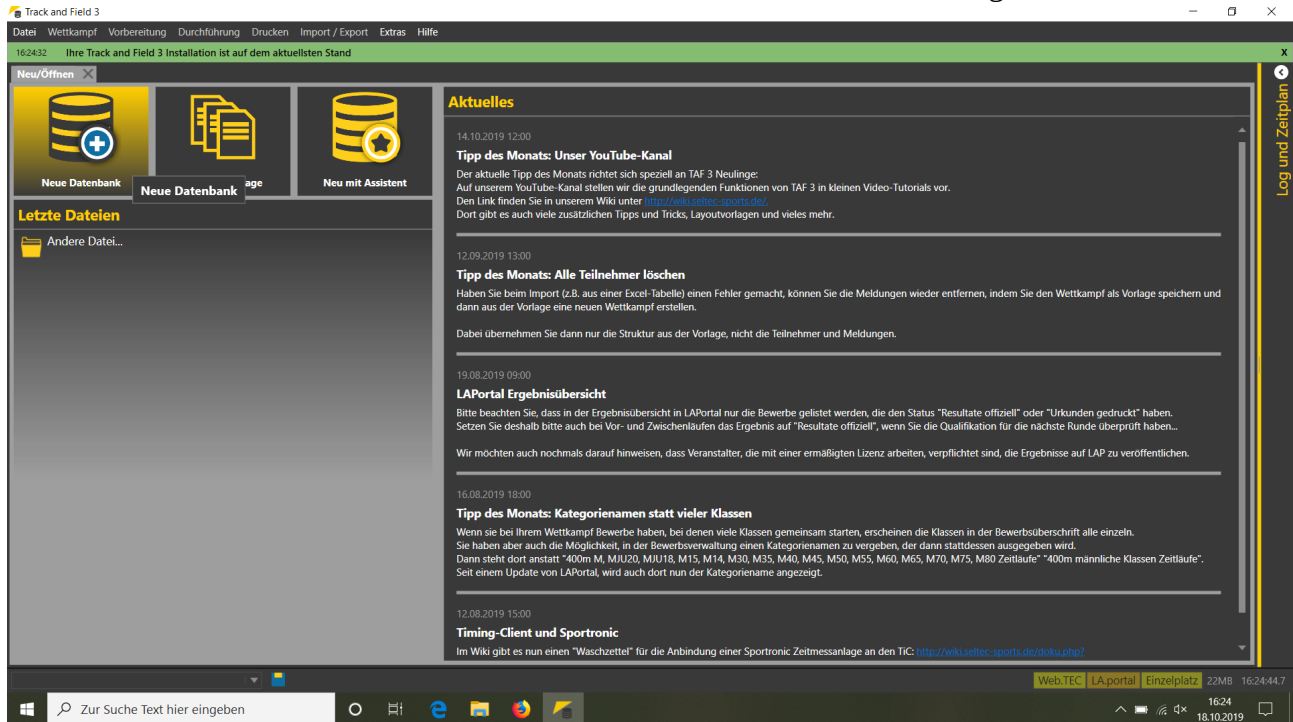 Track and Field 3
Datei Wettkampf Vorbereitung Durchführung Drucken Import / Export Extras Hilfe
16:24:32 Ihre Track and Field 3 Installation ist auf dem aktuellsten Stand x
Neu/Öffnen
Neue Datenbank
age
Neu mit Assistent
Neue Datenbank
Letzte Dateien
Andere Datei...
Aktuelles
14.10.2019 12:00
Tipp des Monats: Unser YouTube-Kanal
Der aktuelle Tipp des Monats richtet sich speziell an TAF 3 Neulinge:
Auf unserem YouTube-Kanal stellen wir die grundlegenden Funktionen von TAF 3 in kleinen Video-Tutorials vor.
Den Link finden Sie in unserem Wiki unter http://wiki.seltec-sports.de/.
Dort gibt es auch viele zusätzlichen Tipps und Tricks, Layoutvorlagen und vieles mehr.
12.09.2019 13:00
Tipp des Monats: Alle Teilnehmer löschen
Haben Sie beim Import (z.B. aus einer Excel-Tabelle) einen Fehler gemacht, können Sie die Meldungen wieder entfernen, indem Sie den Wettkampf als Vorlage speichern und
dann aus der Vorlage eine neuen Wettkampf erstellen.
Dabei übernehmen Sie dann nur die Struktur aus der Vorlage, nicht die Teilnehmer und Meldungen.
19.08.2019 09:00
LAPortal Ergebnisübersicht
Bitte beachten Sie, dass in der Ergebnisübersicht in LAPortal nur die Bewerbe gelistet werden, die den Status "Resultate offiziell" oder "Urkunden gedruckt" haben.
Setzen Sie deshalb bitte auch bei Vor- und Zwischenläufen das Ergebnis auf "Resultate offiziell", wenn Sie die Qualifikation für die nächste Runde überprüft haben...
Wir möchten auch nochmals darauf hinweisen, dass Veranstalter, die mit einer ermäßigten Lizenz arbeiten, verpflichtet sind, die Ergebnisse auf LAP zu veröffentlichen.
16.08.2019 18:00
Tipp des Monats: Kategorienamen statt vieler Klassen
Wenn sie bei Ihrem Wettkampf Bewerbe haben, bei denen viele Klassen gemeinsam starten, erscheinen die Klassen in der Bewerbsüberschrift alle einzeln.
Sie haben aber auch die Möglichkeit, in der Bewerbsverwaltung einen Kategorienamen zu vergeben, der dann stattdessen ausgegeben wird.
Dann steht dort anstatt "400m M, MJU20, MJU18, M15, M14, M30, M35, M40, M45, M50, M55, M60, M65, M70, M75, M80 Zeitläufe" "400m männliche Klassen Zeitläufe".
Seit einem Update von LAPortal, wird auch dort nun der Kategoriename angezeigt.
12.08.2019 15:00
Timing-Client und Sportronic
Im Wiki gibt es nun einen "Waschzettel" für die Anbindung einer Sportronic Zeitmessanlage an den TiC: http://wiki.seltec-sports.de/doku.php?
Log und Zeitplan
Web.TEC LA.portal Einzelplatz 22MB 16:24:44.7
Zur Suche Text hier eingeben
16:24
18.10.2019